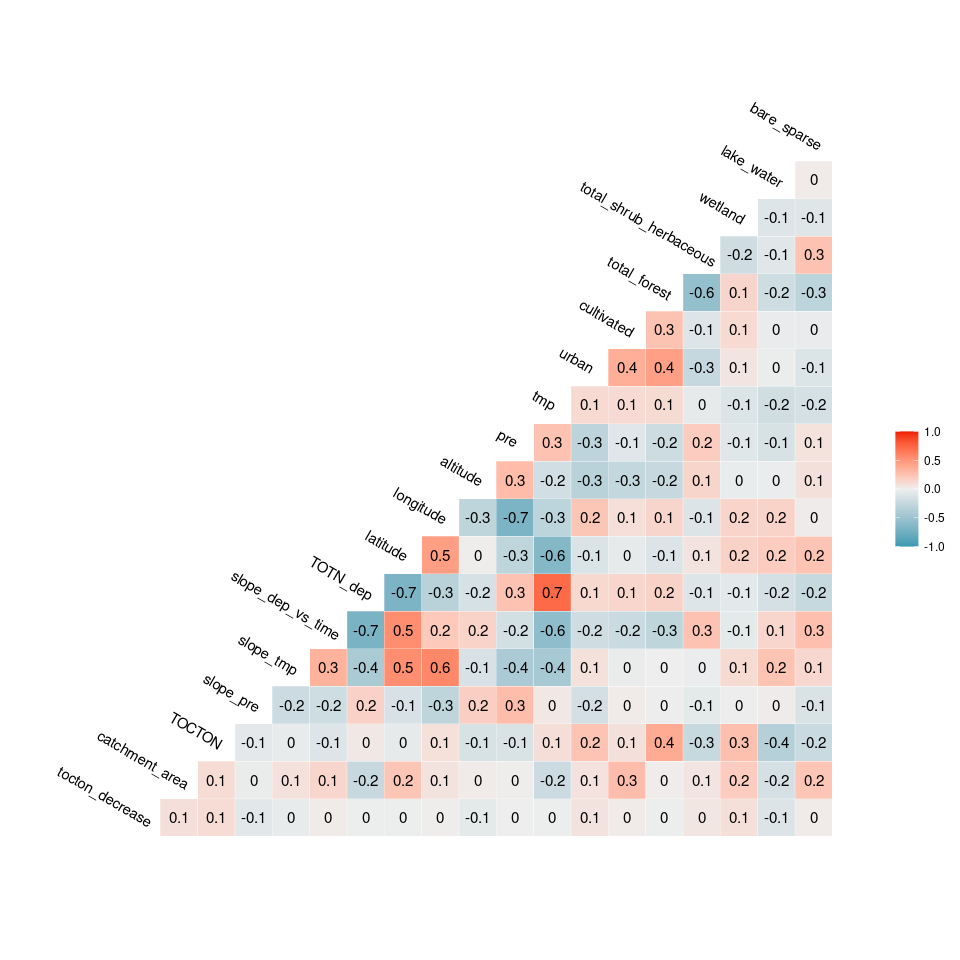 bare_sparse
lake_water 0
wetland -0.1 -0.1
total_shrub_herbaceous -0.2 -0.1 0.3
total_forest -0.6 0.1 -0.2 -0.3
cultivated 0.3 -0.1 0.1 0 0
urban 0.4 0.4 -0.3 0.1 0 -0.1
tmp 0.1 0.1 0.1 0 -0.1 -0.2 -0.2
pre 0.3 -0.3 -0.1 -0.2 0.2 -0.1 -0.1 0.1
altitude 0.3 -0.2 -0.3 -0.3 -0.2 0.1 0 0 0.1
longitude -0.3 -0.7 -0.3 0.2 0.1 0.1 -0.1 0.2 0.2 0
latitude 0.5 0 -0.3 -0.6 -0.1 0 -0.1 0.1 0.2 0.2 0.2
TOTN_dep -0.7 -0.3 -0.2 0.3 0.7 0.1 0.1 0.2 -0.1 -0.1 -0.2 -0.2
slope_dep_vs_time -0.7 0.5 0.2 0.2 -0.2 -0.6 -0.2 -0.2 -0.3 0.3 -0.1 0.1 0.3
slope_tmp 0.3 -0.4 0.5 0.6 -0.1 -0.4 -0.4 0.1 0 0 0 0.1 0.2 0.1
slope_pre -0.2 -0.2 0.2 -0.1 -0.3 0.2 0.3 0 -0.2 0 0 -0.1 0 0 -0.1
TOCTON -0.1 0 -0.1 0 0 0.1 -0.1 -0.1 0.1 0.2 0.1 0.4 -0.3 0.3 -0.4 -0.2
catchment_area 0.1 0 0.1 0.1 -0.2 0.2 0.1 0 0 -0.2 0.1 0.3 0 0.1 0.2 -0.2 0.2
tocton_decrease 0.1 0.1 -0.1 0 0 0 0 0 -0.1 0 0 0.1 0 0 0 0.1 -0.1 0
1.0
0.5
0.0
-0.5
-1.0